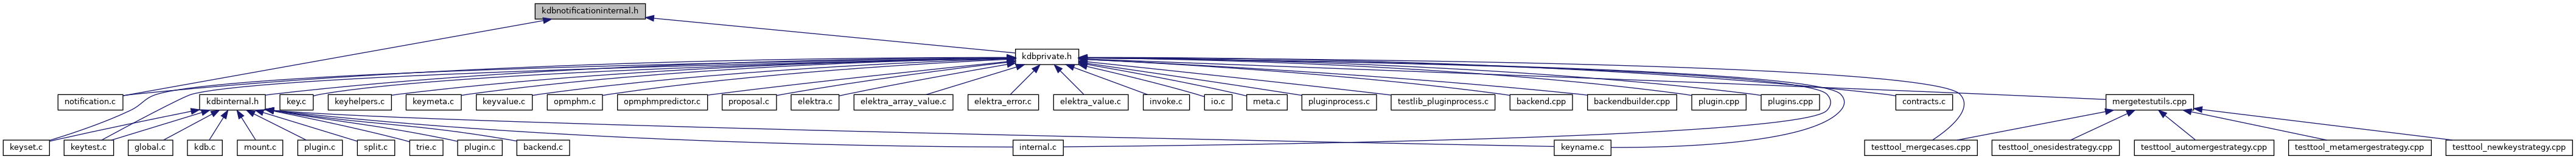 kdbnotificationinternal.h
kdbprivate.h
notification.c
kdbinternal.h
key.c
keyhelpers.c
keymeta.c
keyvalue.c
opmphm.c
opmphmpredictor.c
proposal.c
elektra.c
elektra_array_value.c
elektra_error.c
elektra_value.c
invoke.c
io.c
meta.c
pluginprocess.c
testlib_pluginprocess.c
backend.cpp
backendbuilder.cpp
plugin.cpp
plugins.cpp
contracts.c
mergetestutils.cpp
keyset.c
keytest.c
global.c
kdb.c
mount.c
plugin.c
split.c
trie.c
plugin.c
backend.c
internal.c
keyname.c
testtool_mergecases.cpp
testtool_onesidestrategy.cpp
testtool_automergestrategy.cpp
testtool_metamergestrategy.cpp
testtool_newkeystrategy.cpp